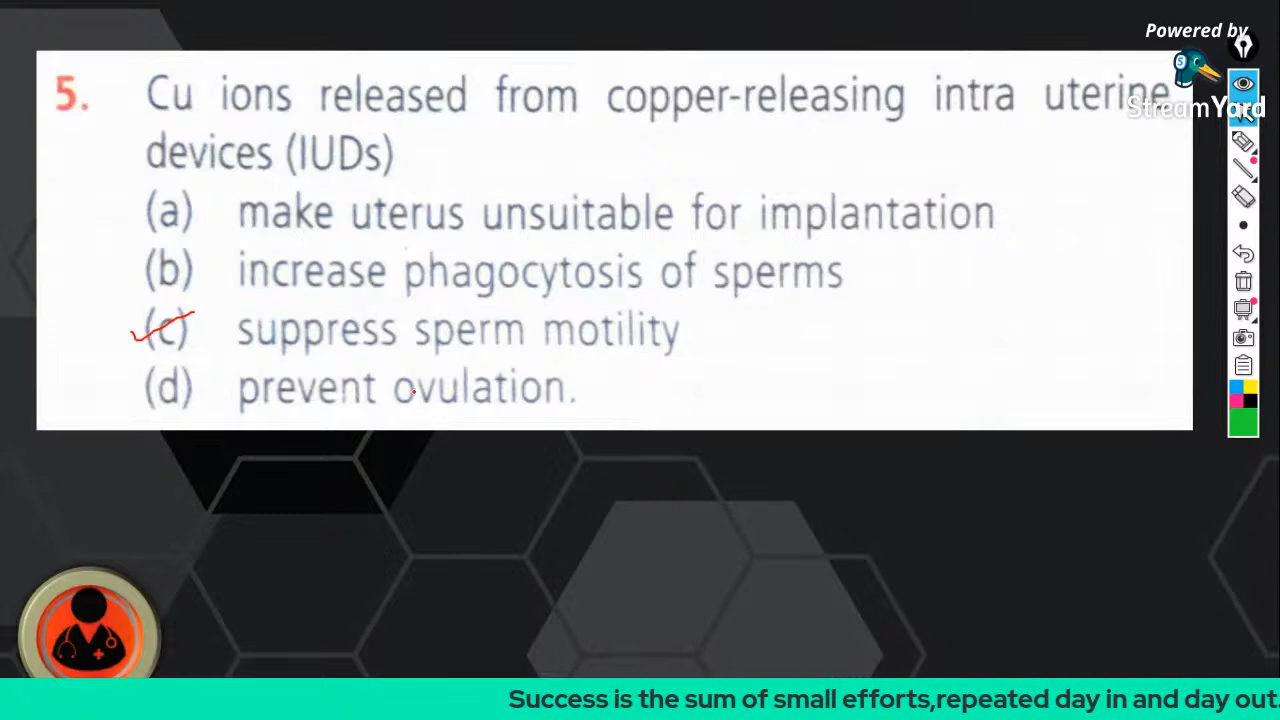 Powered by
StreamYard
5. Cu ions released from copper-releasing intra uterine
devices (IUDs)
(a) make uterus unsuitable for implantation
(b) increase phagocytosis of sperms
(c) suppress sperm motility
(d) prevent ovulation.
Success is the sum of small efforts,repeated day in and day out.